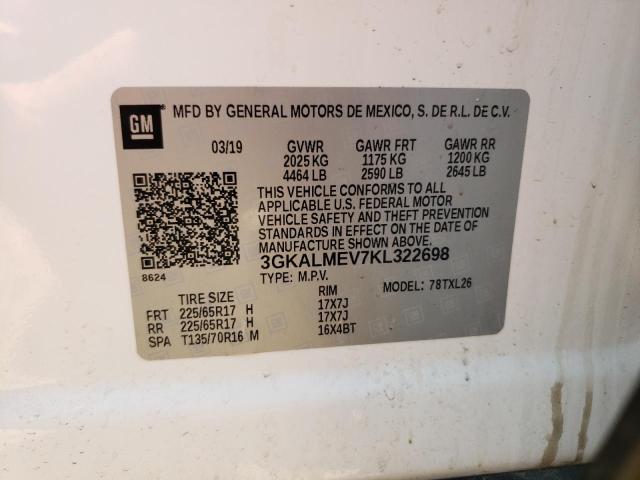 GM MFD BY GENERAL MOTORS DE MEXICO, S. DE R.L. DE C.V.
03/19 GVWR GAWR FRT GAWR RR
2025 KG 1175 KG 1200 KG
4464 LB 2590 LB 2645 LB
THIS VEHICLE CONFORMS TO ALL
APPLICABLE U.S. FEDERAL MOTOR
VEHICLE SAFETY AND THEFT PREVENTION
STANDARDS IN EFFECT ON THE DATE OF
MANUFACTURE SHOWN ABOVE.
8624 3GKALMEV7KL322698
TYPE: M.P.V. MODEL: 78TXL26
TIRE SIZE RIM
FRT 225/65R17 H 17X7J
RR 225/65R17 H 17X7J
SPA T135/70R16 M 16X4BT